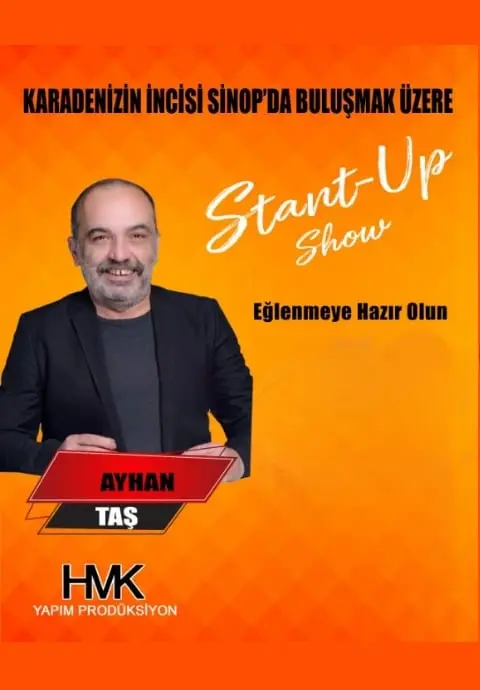 KARADENİZİN İNCİSİ SİNOP'DA BULUŞMAK ÜZERE
Stant-Up
Show
Eğlenmeye Hazır Olun
AYHAN
TAŞ
HMK
YAPIM PRODÜKSİYON